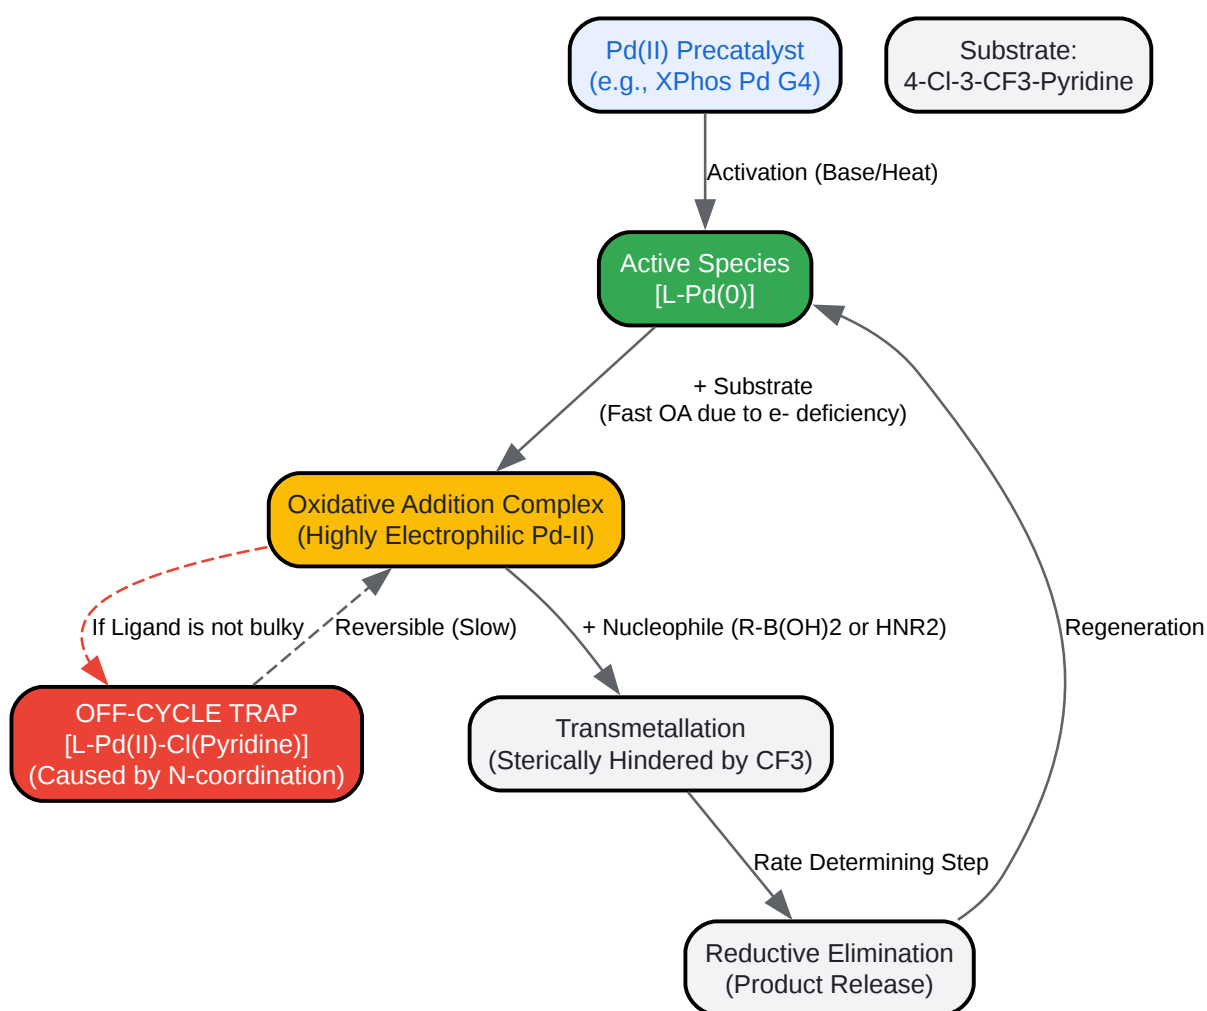 Pd(II) Precatalyst
(e.g., XPhos Pd G4)
Substrate:
4-Cl-3-CF3-Pyridine
Activation (Base/Heat)
Active Species
[L-Pd(0)]
+ Substrate
(Fast OA due to e- deficiency)
Oxidative Addition Complex
(Highly Electrophilic Pd-II)
If Ligand is not bulky
Reversible (Slow)
+ Nucleophile (R-B(OH)2 or HNR2)
Regeneration
OFF-CYCLE TRAP
[L-Pd(II)-Cl(Pyridine)]
(Caused by N-coordination)
Transmetallation
(Sterically Hindered by CF3)
Rate Determining Step
Reductive Elimination
(Product Release)